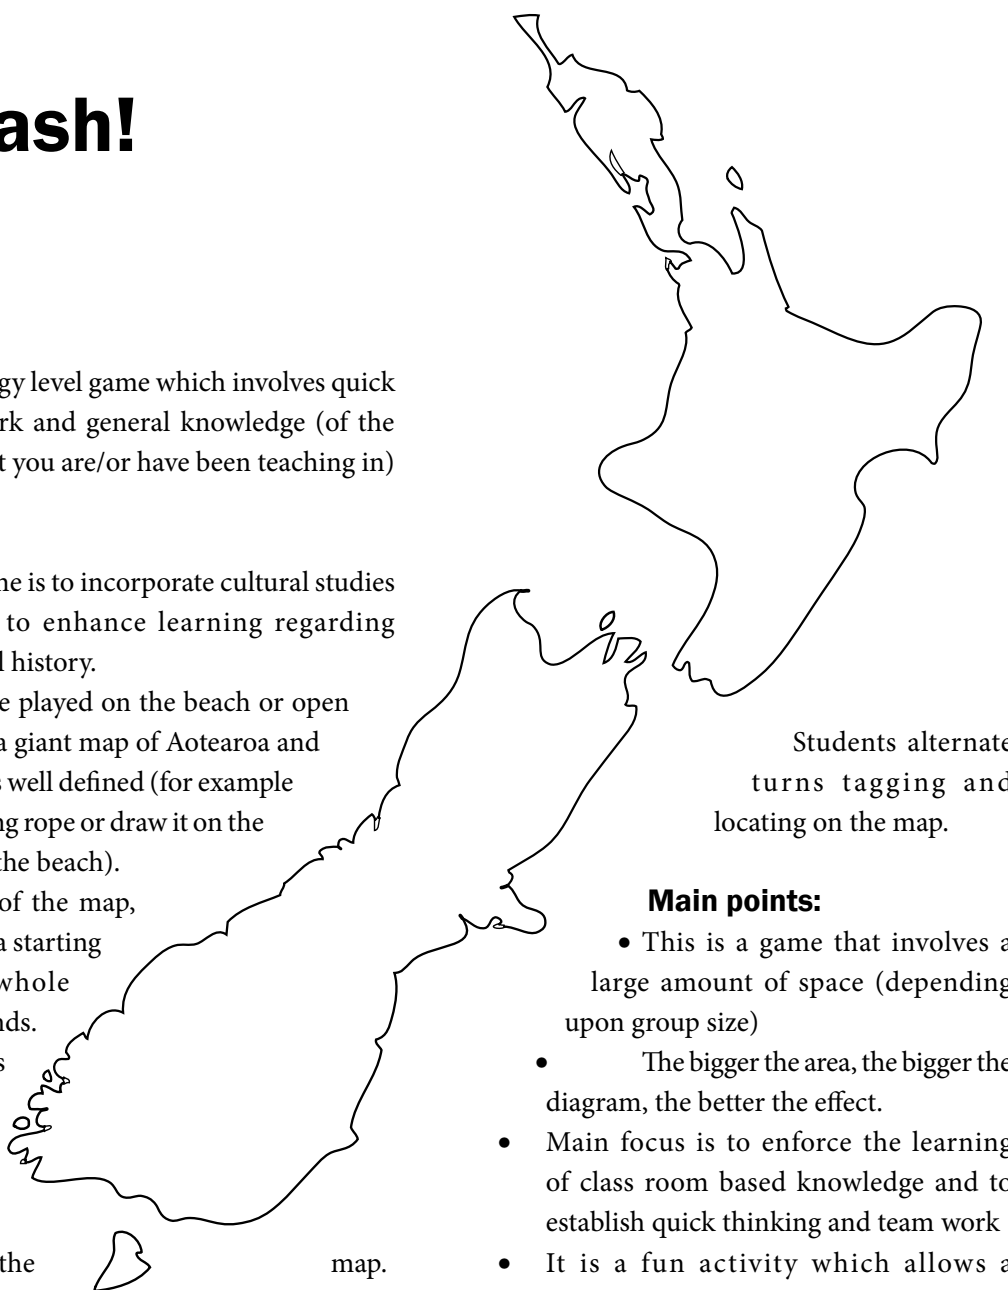 ash!
gy level game which involves quick
rk and general knowledge (of the
t you are/or have been teaching in)
ne is to incorporate cultural studies
to enhance learning regarding
l history.
e played on the beach or open
a giant map of Aotearoa and
s well defined (for example
ng rope or draw it on the
the beach).
of the map,
a starting
whole
nds.
s
the map.
Students alternate
turns tagging and
locating on the map.
Main points:
• This is a game that involves a
large amount of space (depending
upon group size)
• The bigger the area, the bigger the
diagram, the better the effect.
• Main focus is to enforce the learning
of class room based knowledge and to
establish quick thinking and team work
• It is a fun activity which allows a